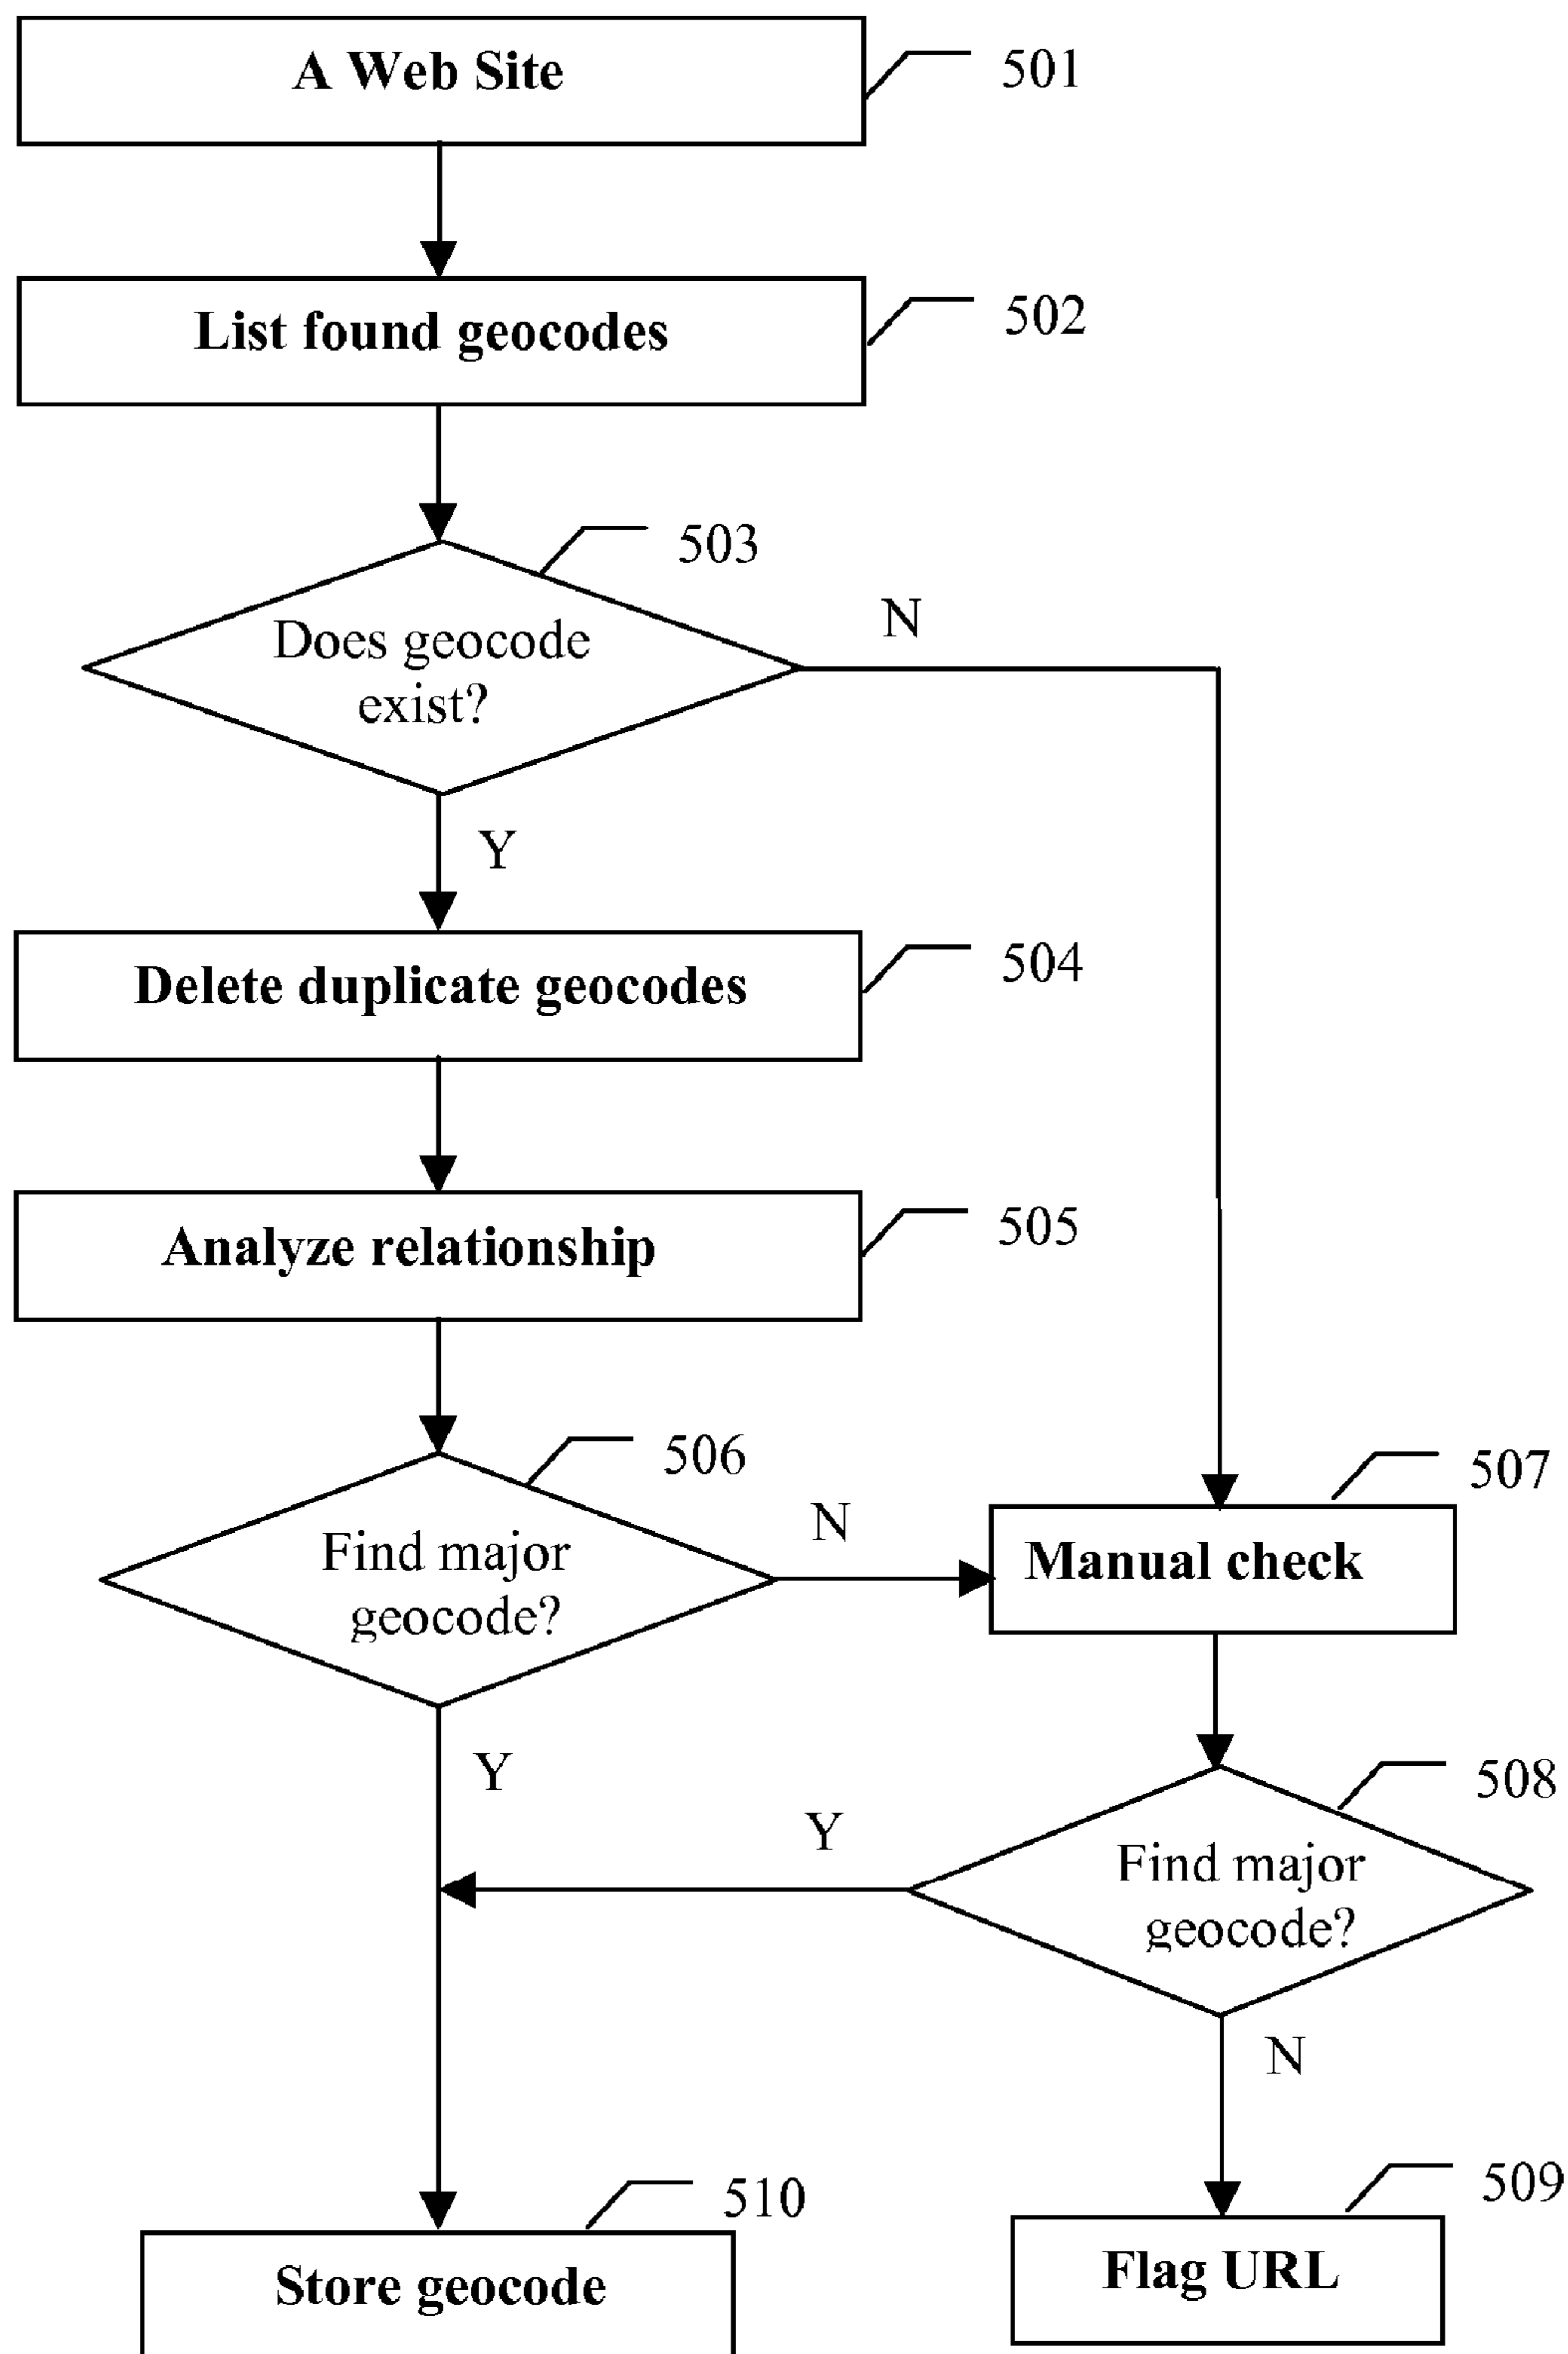 A Web Site
501
List found geocodes
502
503
Does geocode
exist?
N
Y
Delete duplicate geocodes
504
Analyze relationship
505
506
Find major
geocode?
N
507
Manual check
Y
508
Y
Find major
geocode?
N
509
Flag URL
510
Store geocode